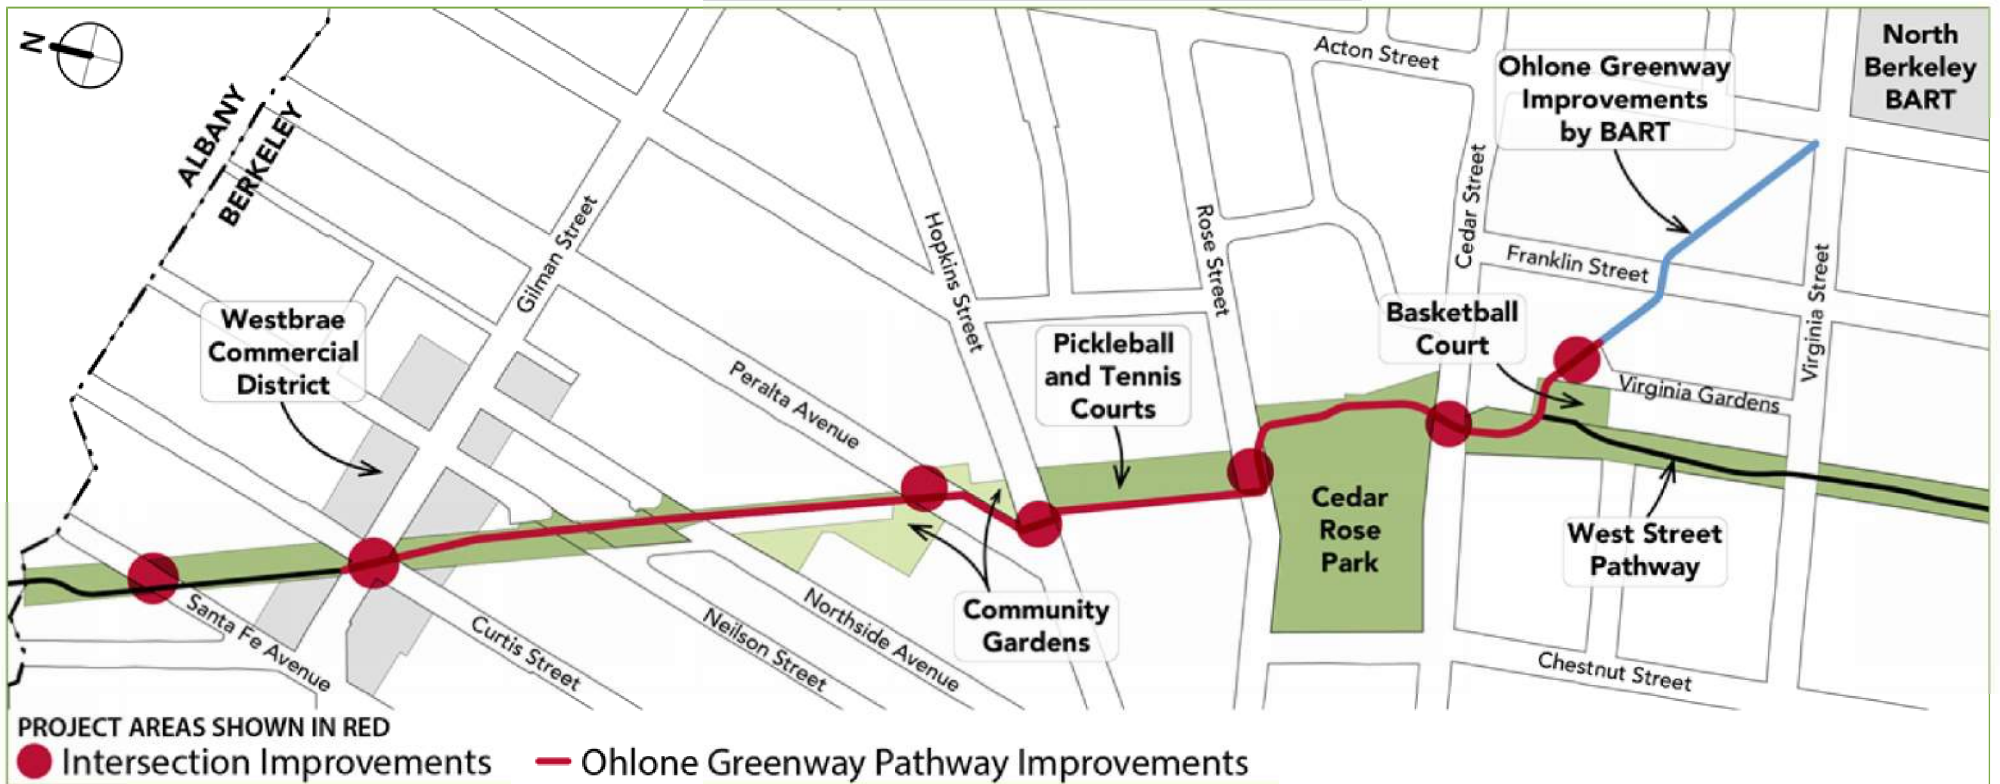 N
ALBANY
BERKELEY
Acton Street
Ohlone Greenway
Improvements
by BART
North
Berkeley
BART
Gilman Street
Hopkins Street
Rose Street
Cedar Street
Franklin Street
Virginia Street
Westbrae
Commercial
District
Peralta Avenue
Pickleball
and Tennis
Courts
Basketball
Court
Virginia Gardens
Cedar
Rose
Park
West Street
Pathway
Santa Fe Avenue
Curtis Street
Neilson Street
Northside Avenue
Community
Gardens
Chestnut Street
PROJECT AREAS SHOWN IN RED
Intersection Improvements
Ohlone Greenway Pathway Improvements